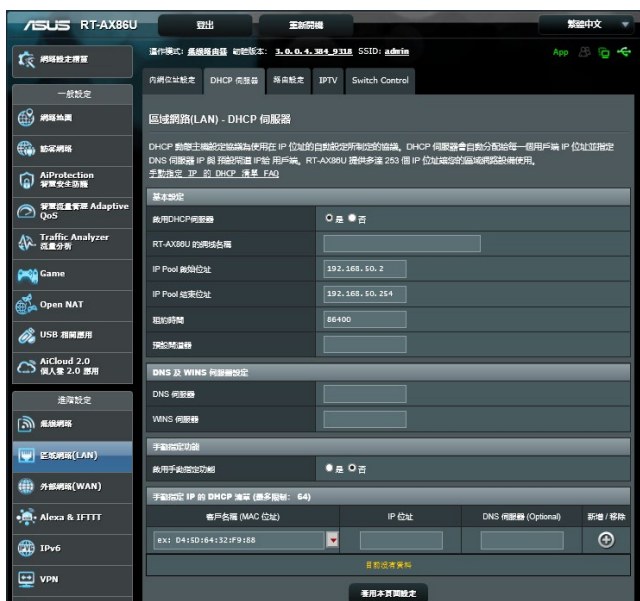 ASUS RT-AX86U 登出 重新開機 繁體中文
操作模式: 無線路由器 韌體版本: 3.0.0.4.384_9318 SSID: admin App
網路設定精靈
內網位址設定 DHCP 伺服器 路由設定 IPTV Switch Control
一般設定
網路地圖
訪客網路
AiProtection
智慧安全防護
智慧流量管理 Adaptive
QoS
Traffic Analyzer
流量分析
Game
Open NAT
USB 相關應用
AiCloud 2.0
個人雲 2.0 應用
進階設定
無線網路
區域網路(LAN)
外部網路(WAN)
Alexa & IFTTT
IPv6
VPN
區域網路(LAN) - DHCP 伺服器
DHCP 動態主機設定協議為使用在 IP 位址的自動設定所制定的協議。DHCP 伺服器會自動分配給每一個用戶端 IP 位址並指定
DNS 伺服器 IP 與 預設閘道 IP給 用戶端。RT-AX86U 提供多達 253 個 IP 位址讓您的區域網路設備使用。
手動指定 IP 的 DHCP 清單 FAQ
基本設定
啟用DHCP伺服器 是 否
RT-AX86U 的網域名稱
IP Pool 啟始位址 192.168.50.2
IP Pool 結束位址 192.168.50.254
租約時間 86400
預設閘道器
DNS 及 WINS 伺服器設定
DNS 伺服器
WINS 伺服器
手動指定功能
啟用手動指定功能 是 否
手動指定 IP 的 DHCP 清單 (最多限制: 64)
客戶名稱 (MAC 位址) IP 位址 DNS 伺服器 (Optional) 新增 / 移除
ex: D4:5D:64:32:F9:88
目前沒有資料
套用本頁面設定